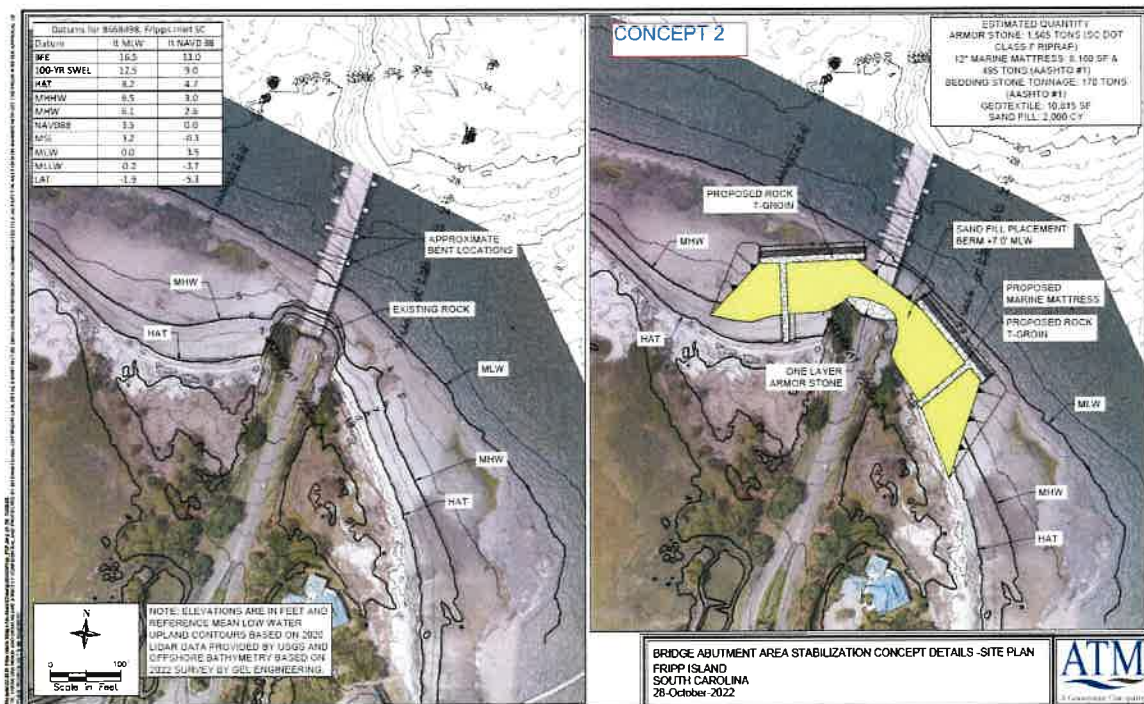 Datums for 8668498, Fripps Inlet SC
Datum ft MLW ft NAVD 88
BFE 16.5 13.0
100-YR SWEL 12.5 9.0
HAT 8.2 4.7
MHHW 6.5 3.0
MHW 6.1 2.6
NAVD88 3.5 0.0
MSL 3.2 -0.3
MLW 0.0 3.5
MLLW -0.2 -3.7
LAT -1.9 -5.3
APPROXIMATE
BENT LOCATIONS
MHW
EXISTING ROCK
HAT
MLW
MHW
HAT
N
0 100
Scale in Feet
NOTE: ELEVATIONS ARE IN FEET AND
REFERENCE MEAN LOW WATER
UPLAND CONTOURS BASED ON 2020
LIDAR DATA PROVIDED BY USGS AND
OFFSHORE BATHYMETRY BASED ON
2022 SURVEY BY GEL ENGINEERING.
CONCEPT 2
ESTIMATED QUANTITY
ARMOR STONE: 1,565 TONS (SC DOT
CLASS F RIPRAP)
12" MARINE MATTRESS: 8,100 SF &
495 TONS (AASHTO #1)
BEDDING STONE TONNAGE: 170 TONS
(AASHTO #1)
GEOTEXTILE: 10,815 SF
SAND FILL: 2,000 CY
PROPOSED ROCK
T-GROIN
MHW
SAND FILL PLACEMENT:
BERM +7.0' MLW
PROPOSED
MARINE MATTRESS
PROPOSED ROCK
T-GROIN
HAT
ONE LAYER
ARMOR STONE
MLW
MHW
HAT
BRIDGE ABUTMENT AREA STABILIZATION CONCEPT DETAILS -SITE PLAN
FRIPP ISLAND
SOUTH CAROLINA
28-October-2022
ATM
A Geosyntec Company